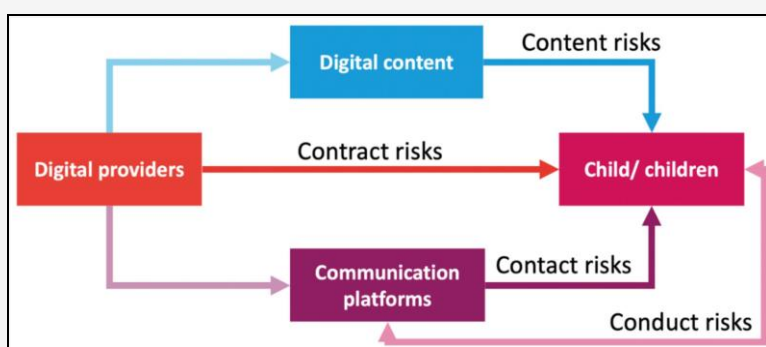 Digital content
Content risks
Digital providers
Contract risks
Child/ children
Communication
platforms
Contact risks
Conduct risks